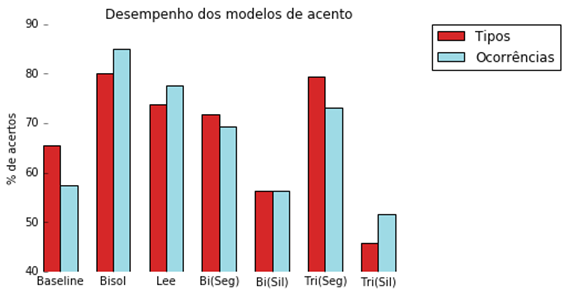 Desempenho dos modelos de acento
Tipos
Ocorrências
% de acertos
90
80
70
60
50
40
Baseline Bisol Lee Bi(Seg) Bi(Sil) Tri(Seg) Tri(Sil)